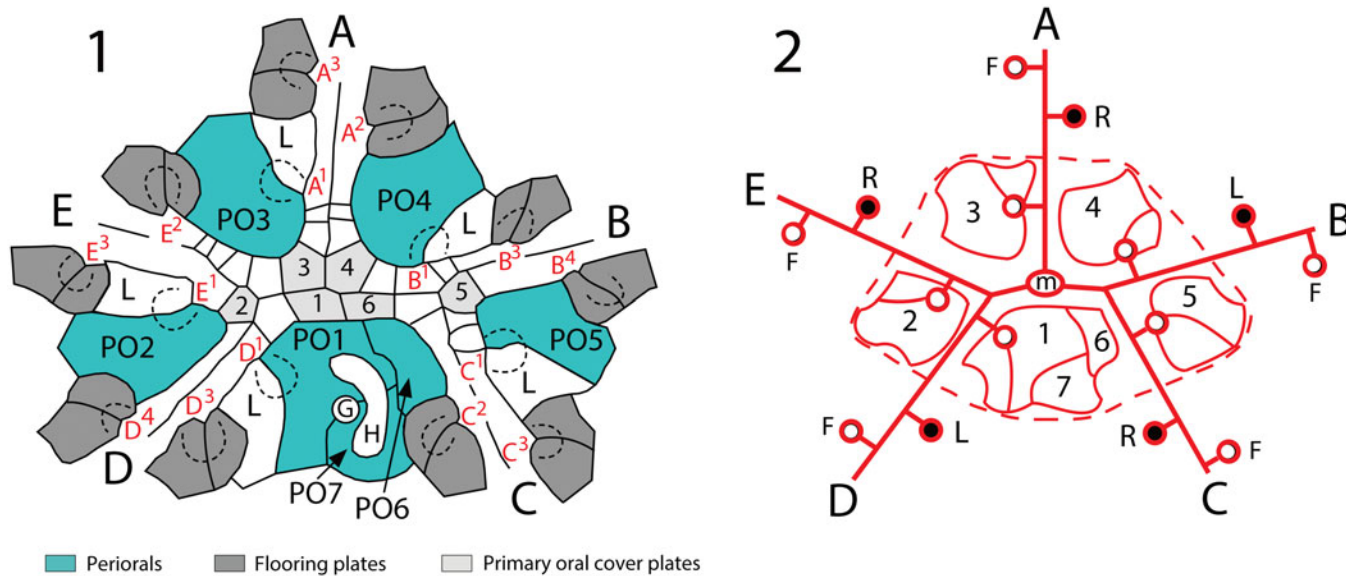 1
A
A³
A²
L
A¹
PO3
PO4
L
E
E²
B
E³
B³
B⁴
3
4
B¹
L
E¹
5
2
1
6
PO2
PO1
PO5
D¹
C¹
L
D³
L
G
C²
D⁴
H
C³
D
C
PO7
PO6
Periorals
Flooring plates
Primary oral cover plates
2
A
F
R
E
R
L
B
3
4
F
m
F
5
2
1
6
7
F
L
R
F
D
C